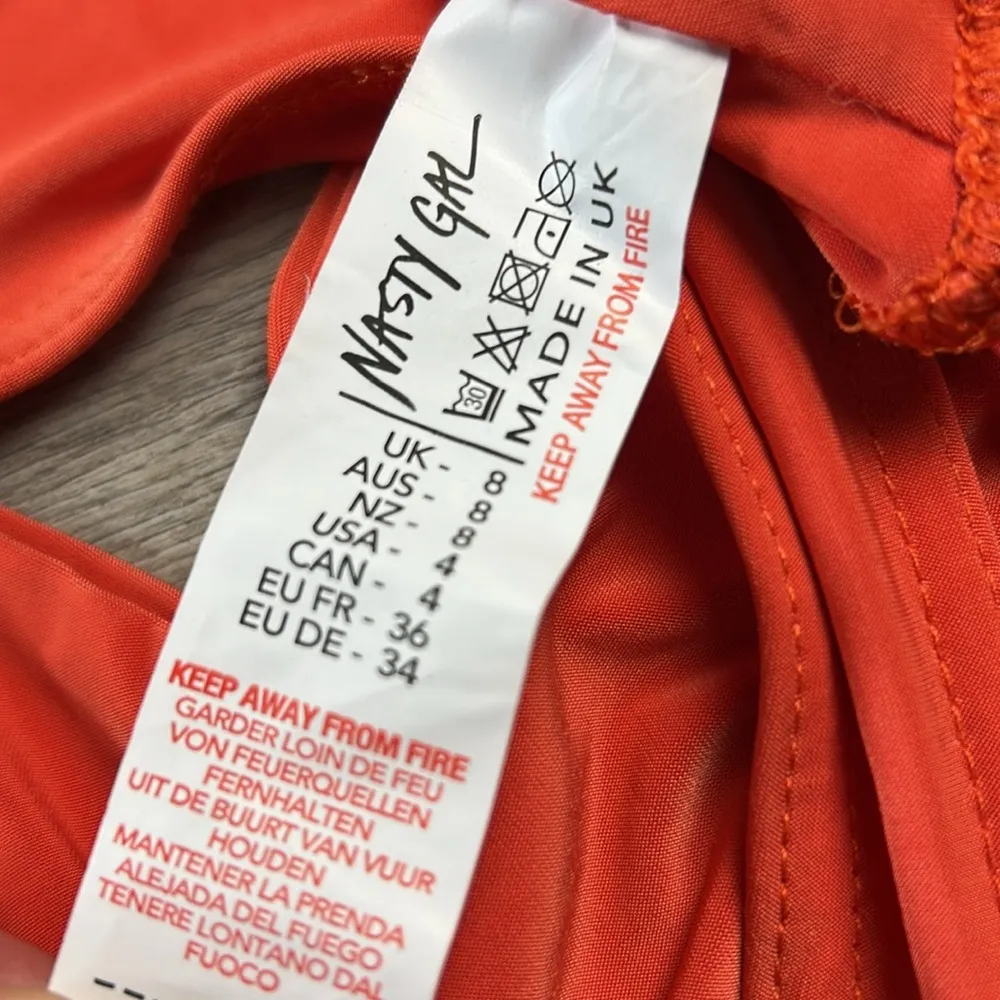 NASTY GAL
30
MADE IN UK
KEEP AWAY FROM FIRE
UK - 8
AUS - 8
NZ - 8
USA - 4
CAN - 4
EU FR - 36
EU DE - 34
KEEP AWAY FROM FIRE
GARDER LOIN DE FEU
VON FEUERQUELLEN
FERNHALTEN
UIT DE BUURT VAN VUUR
HOUDEN
MANTENER LA PRENDA
ALEJADA DEL FUEGO
TENERE LONTANO DAL
FUOCO